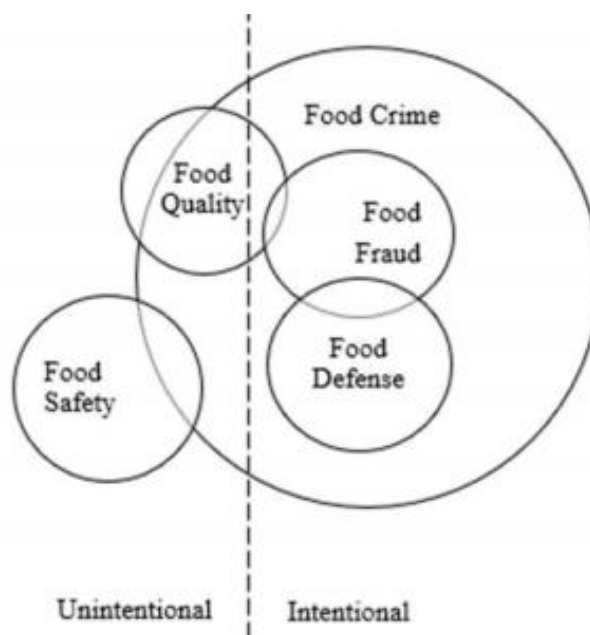 Food Crime
Food
Quality
Food
Fraud
Food
Safety
Food
Defense
Unintentional
Intentional